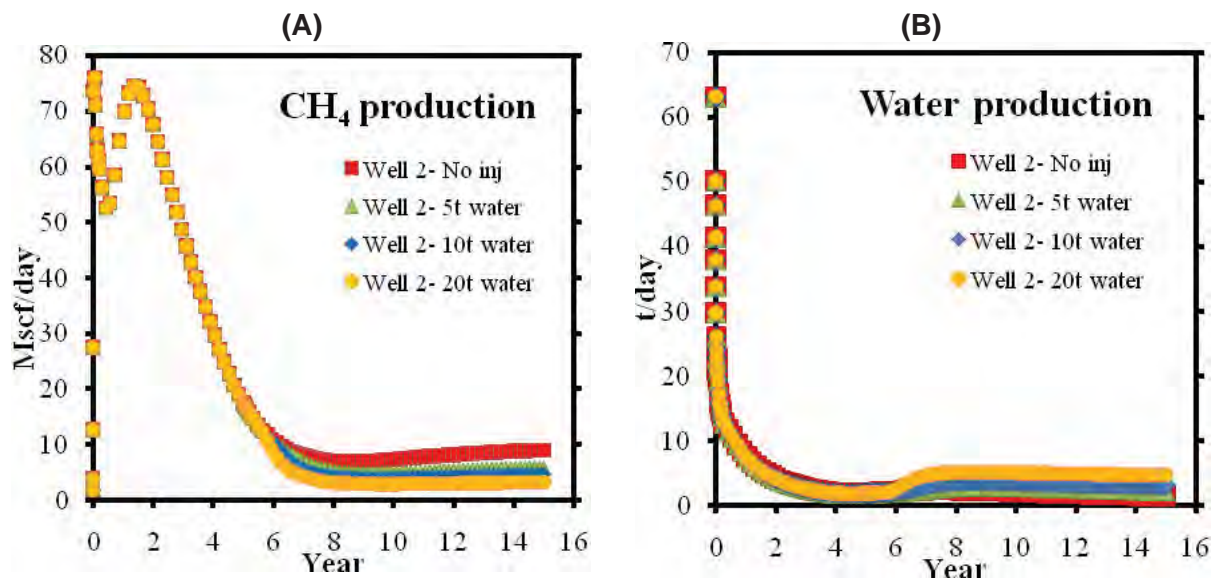 (A)
80
70
60
50
40
30
20
10
0
Mscf/day
CH4 production
Well 2- No inj
Well 2- 5t water
Well 2- 10t water
Well 2- 20t water
0 2 4 6 8 10 12 14 16
Year
(B)
70
60
50
40
30
20
10
0
t/day
Water production
Well 2- No inj
Well 2- 5t water
Well 2- 10t water
Well 2- 20t water
0 2 4 6 8 10 12 14 16
Year